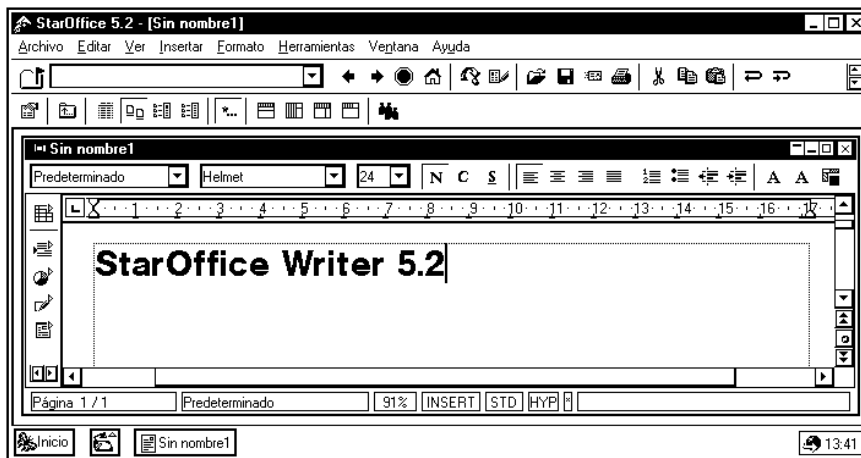 StarOffice 5.2 - [Sin nombre1]
Archivo Editar Ver Insertar Formato Herramientas Ventana Ayuda
Sin nombre1
Predeterminado Helmet 24 N C S A A
1 2 3 4 5 6 7 8 9 10 11 12 13 14 15 16 17
StarOffice Writer 5.2
Página 1 / 1 Predeterminado 91% INSERT STD HYP *
Inicio Sin nombre1 13:41